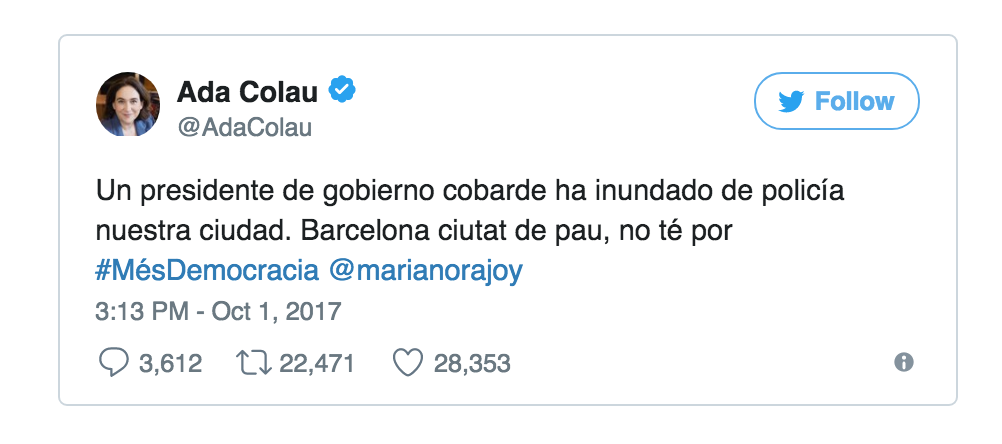 Ada Colau
@AdaColau
Follow
Un presidente de gobierno cobarde ha inundado de policía
nuestra ciudad. Barcelona ciutat de pau, no té por
#MésDemocracia @marianorajoy
3:13 PM - Oct 1, 2017
3,612 22,471 28,353